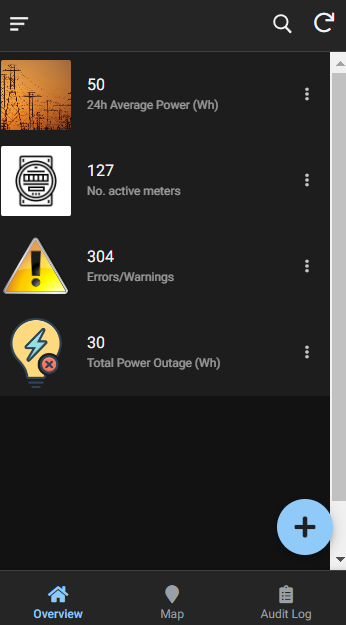 50
24h Average Power (Wh)
127
No. active meters
304
Errors/Warnings
30
Total Power Outage (Wh)
Overview
Map
Audit Log